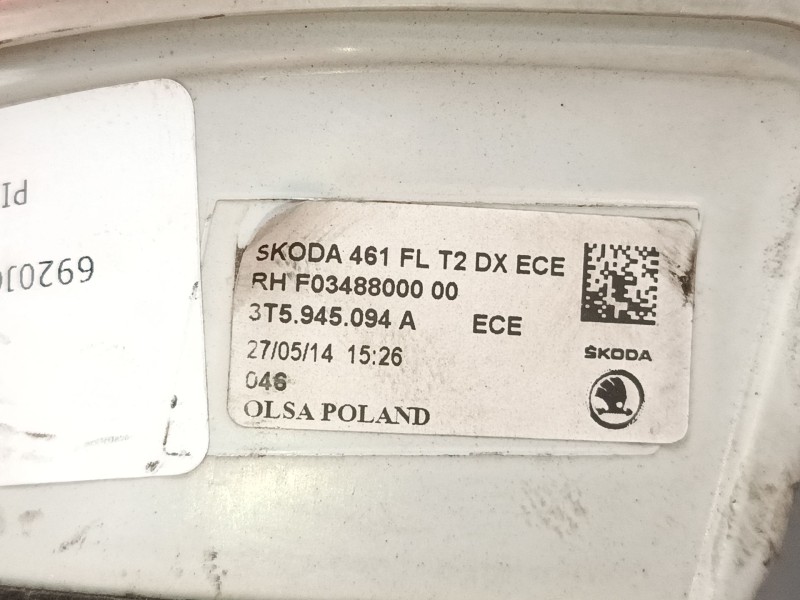 SKODA 461 FL T2 DX ECE
RH F03488000 00
3T5.945.094 A ECE
27/05/14 15:26
046
OLSA POLAND
ŠKODA
PI
6920J